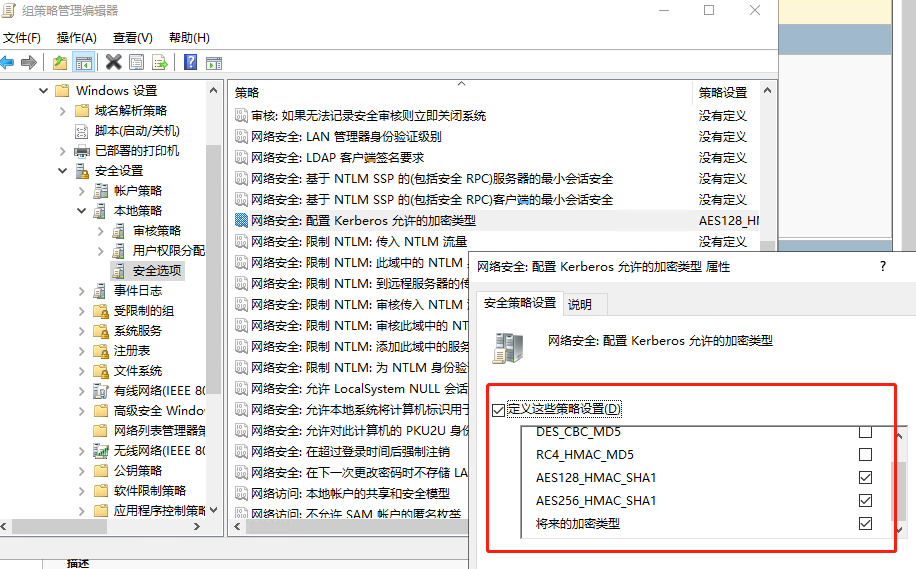 组策略管理编辑器
文件(F) 操作(A) 查看(V) 帮助(H)
Windows 设置
域名解析策略
脚本(启动/关机)
已部署的打印机
安全设置
帐户策略
本地策略
审核策略
用户权限分配
安全选项
事件日志
受限制的组
系统服务
注册表
文件系统
有线网络(IEEE 80
高级安全 Windo
网络列表管理器策
无线网络(IEEE 80
公钥策略
软件限制策略
应用程序控制策略
策略 策略设置
审核: 如果无法记录安全审核则立即关闭系统 没有定义
网络安全: LAN 管理器身份验证级别 没有定义
网络安全: LDAP 客户端签名要求 没有定义
网络安全: 基于 NTLM SSP 的(包括安全 RPC)服务器的最小会话安全 没有定义
网络安全: 基于 NTLM SSP 的(包括安全 RPC)客户端的最小会话安全 没有定义
网络安全: 配置 Kerberos 允许的加密类型 AES128_H
网络安全: 限制 NTLM: 传入 NTLM 流量 没有定义
网络安全: 限制 NTLM: 此域中的 NTLM
网络安全: 限制 NTLM: 到远程服务器的传
网络安全: 限制 NTLM: 审核传入 NTLM
网络安全: 限制 NTLM: 审核此域中的 NT
网络安全: 限制 NTLM: 添加此域中的服务
网络安全: 限制 NTLM: 为 NTLM 身份验
网络安全: 允许 LocalSystem NULL 会话
网络安全: 允许本地系统将计算机标识用于
网络安全: 允许对此计算机的 PKU2U 身份
网络安全: 在超过登录时间后强制注销
网络安全: 在下一次更改密码时不存储 LA
网络访问: 本地帐户的共享和安全模型
网络访问: 不允许 SAM 帐户的匿名枚举
网络安全: 配置 Kerberos 允许的加密类型 属性 ?
安全策略设置 说明
网络安全: 配置 Kerberos 允许的加密类型
定义这些策略设置(D)
DES_CBC_MD5
RC4_HMAC_MD5
AES128_HMAC_SHA1
AES256_HMAC_SHA1
将来的加密类型
描述